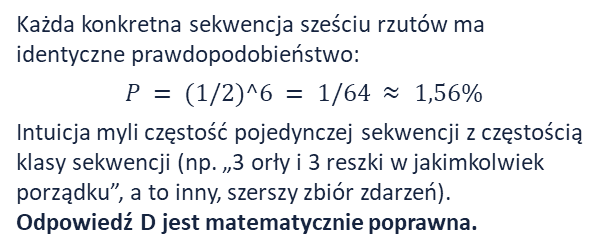 Każda konkretna sekwencja sześciu rzutów ma
identyczne prawdopodobieństwo:
P = (1/2)^6 = 1/64 ≈ 1,56%
Intuicja myli częstość pojedynczej sekwencji z częstością
klasy sekwencji (np. „3 orły i 3 reszki w jakimkolwiek
porządku”, a to inny, szerszy zbiór zdarzeń).
Odpowiedź D jest matematycznie poprawna.